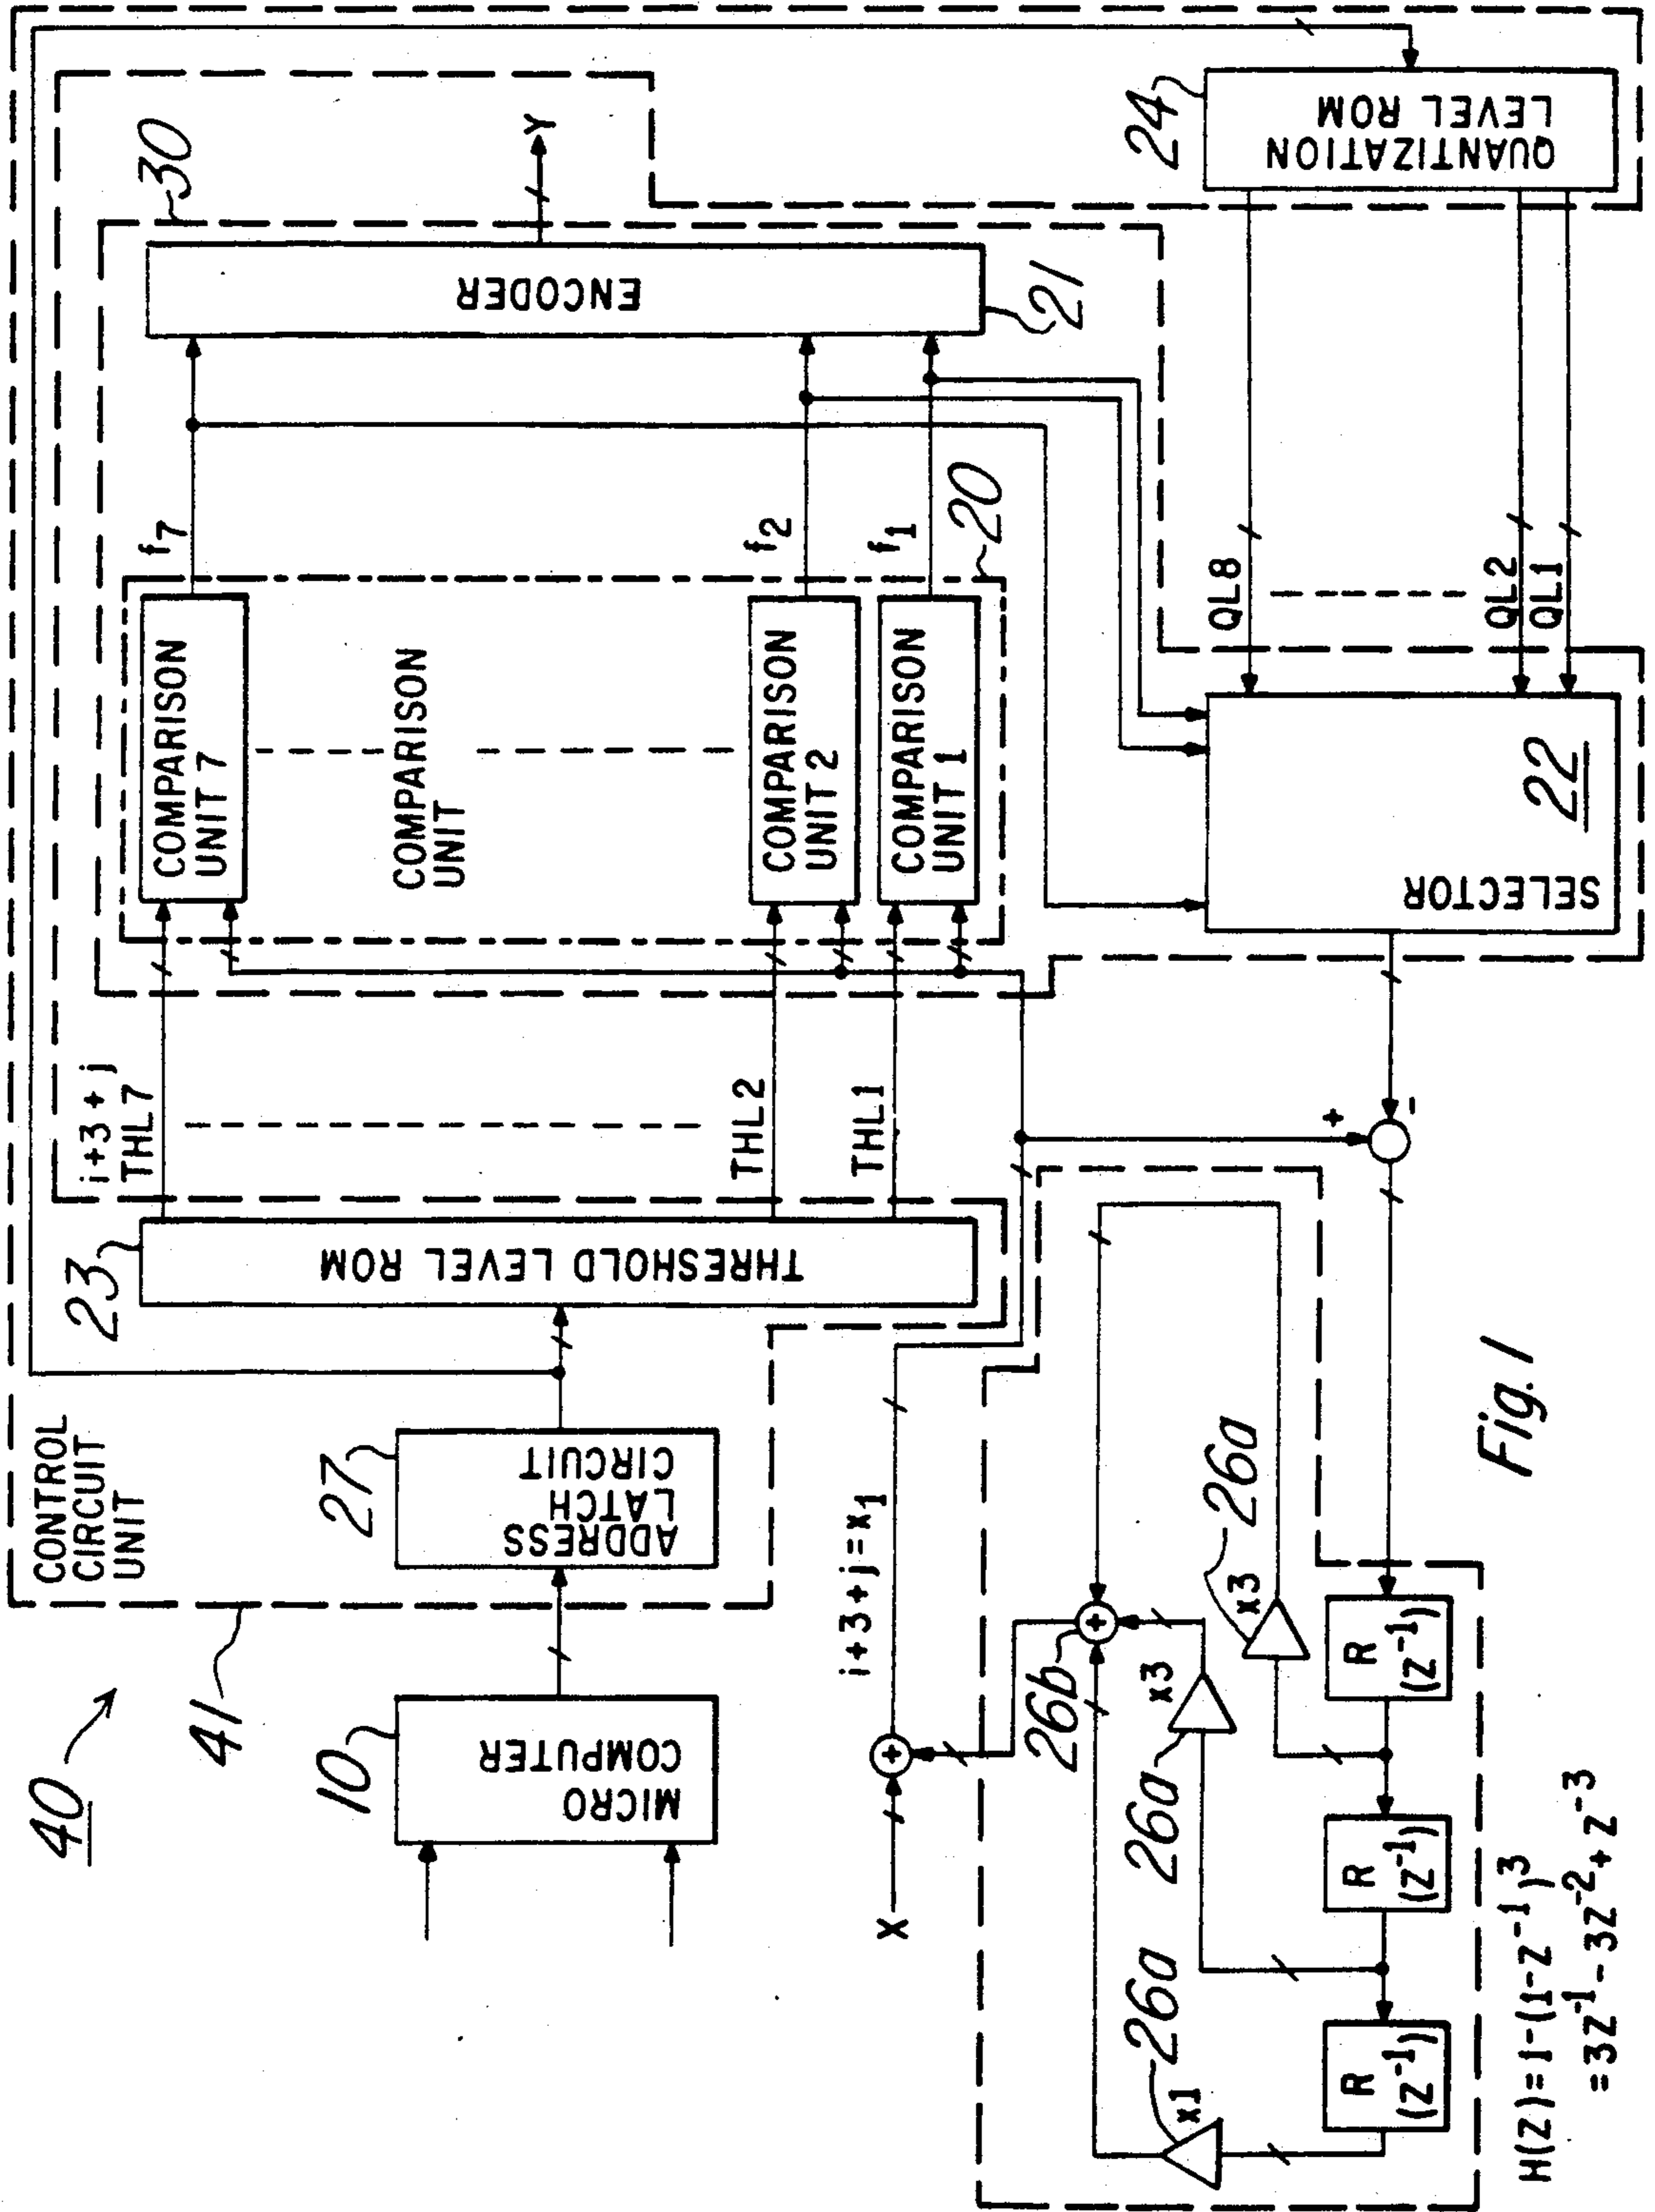 40
41
CONTROL
CIRCUIT
UNIT
10
MICRO
COMPUTER
27
ADDRESS
LATCH
CIRCUIT
23
THRESHOLD LEVEL ROM
i+3+j
THL7
THL2
THL1
COMPARISON
UNIT 7
COMPARISON
UNIT
COMPARISON
UNIT 2
COMPARISON
UNIT 1
20
f7
f2
f1
30
ENCODER
21
Y
24
QUANTIZATION
LEVEL ROM
QL8
QL2
QL1
SELECTOR
22
+
-
X
+
i+3+j=x1
26b
+
26a
x1
26a
x3
26a
x3
R
(Z-1)
R
(Z-1)
R
(Z-1)
H(Z)=1-(1-Z-1)3
=3Z-1-3Z-2+Z-3
Fig. 1